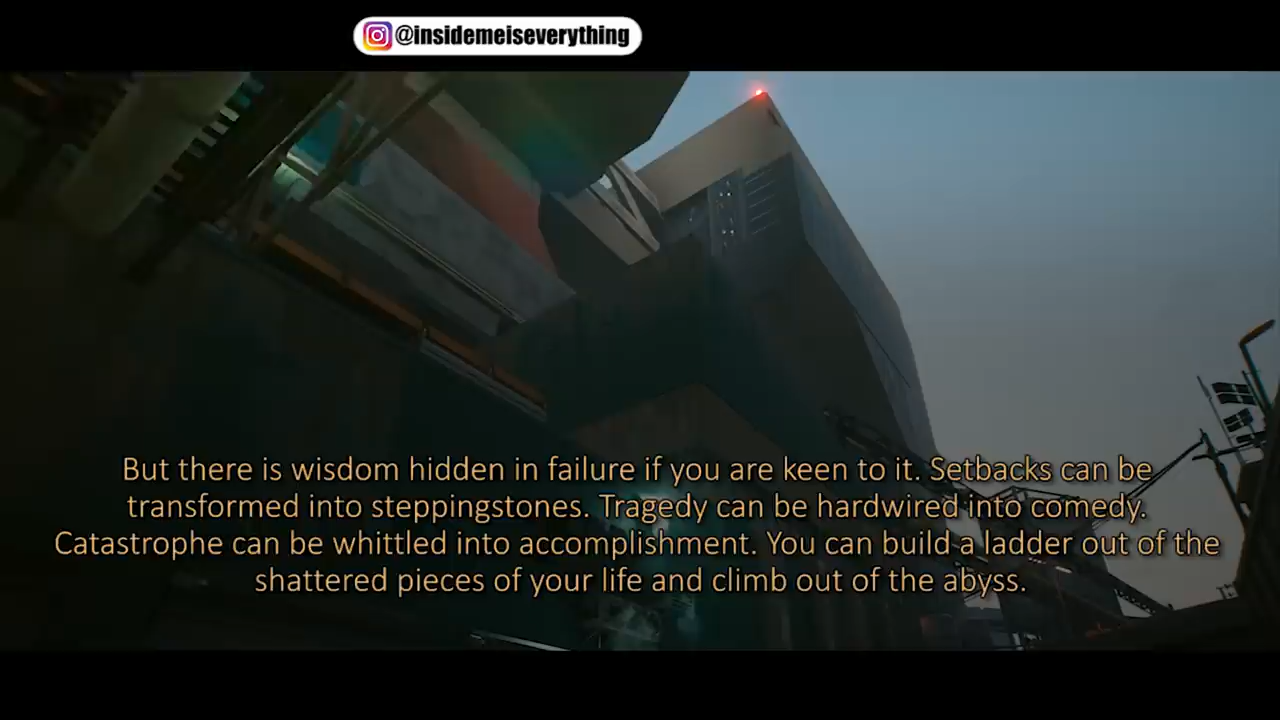 @insidemeiseverything
But there is wisdom hidden in failure if you are keen to it. Setbacks can be
transformed into steppingstones. Tragedy can be hardwired into comedy.
Catastrophe can be whittled into accomplishment. You can build a ladder out of the
shattered pieces of your life and climb out of the abyss.